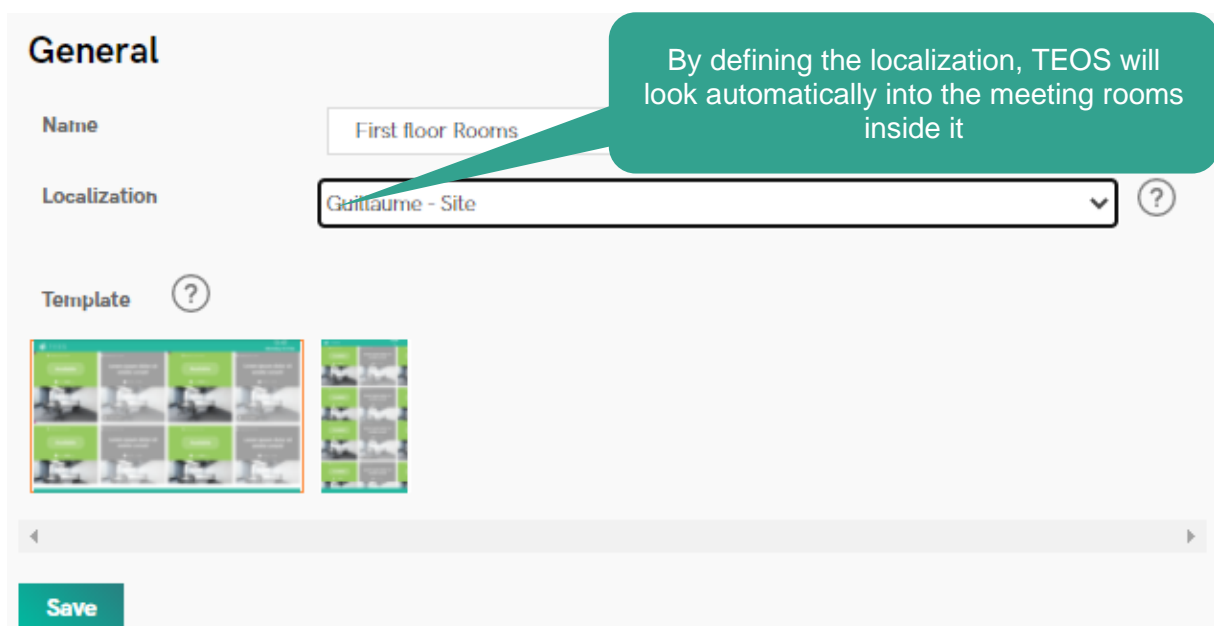 General
By defining the localization, TEOS will
look automatically into the meeting rooms
inside it
Name
First floor Rooms
Localization
Guillaume - Site
?
Template
?
Save